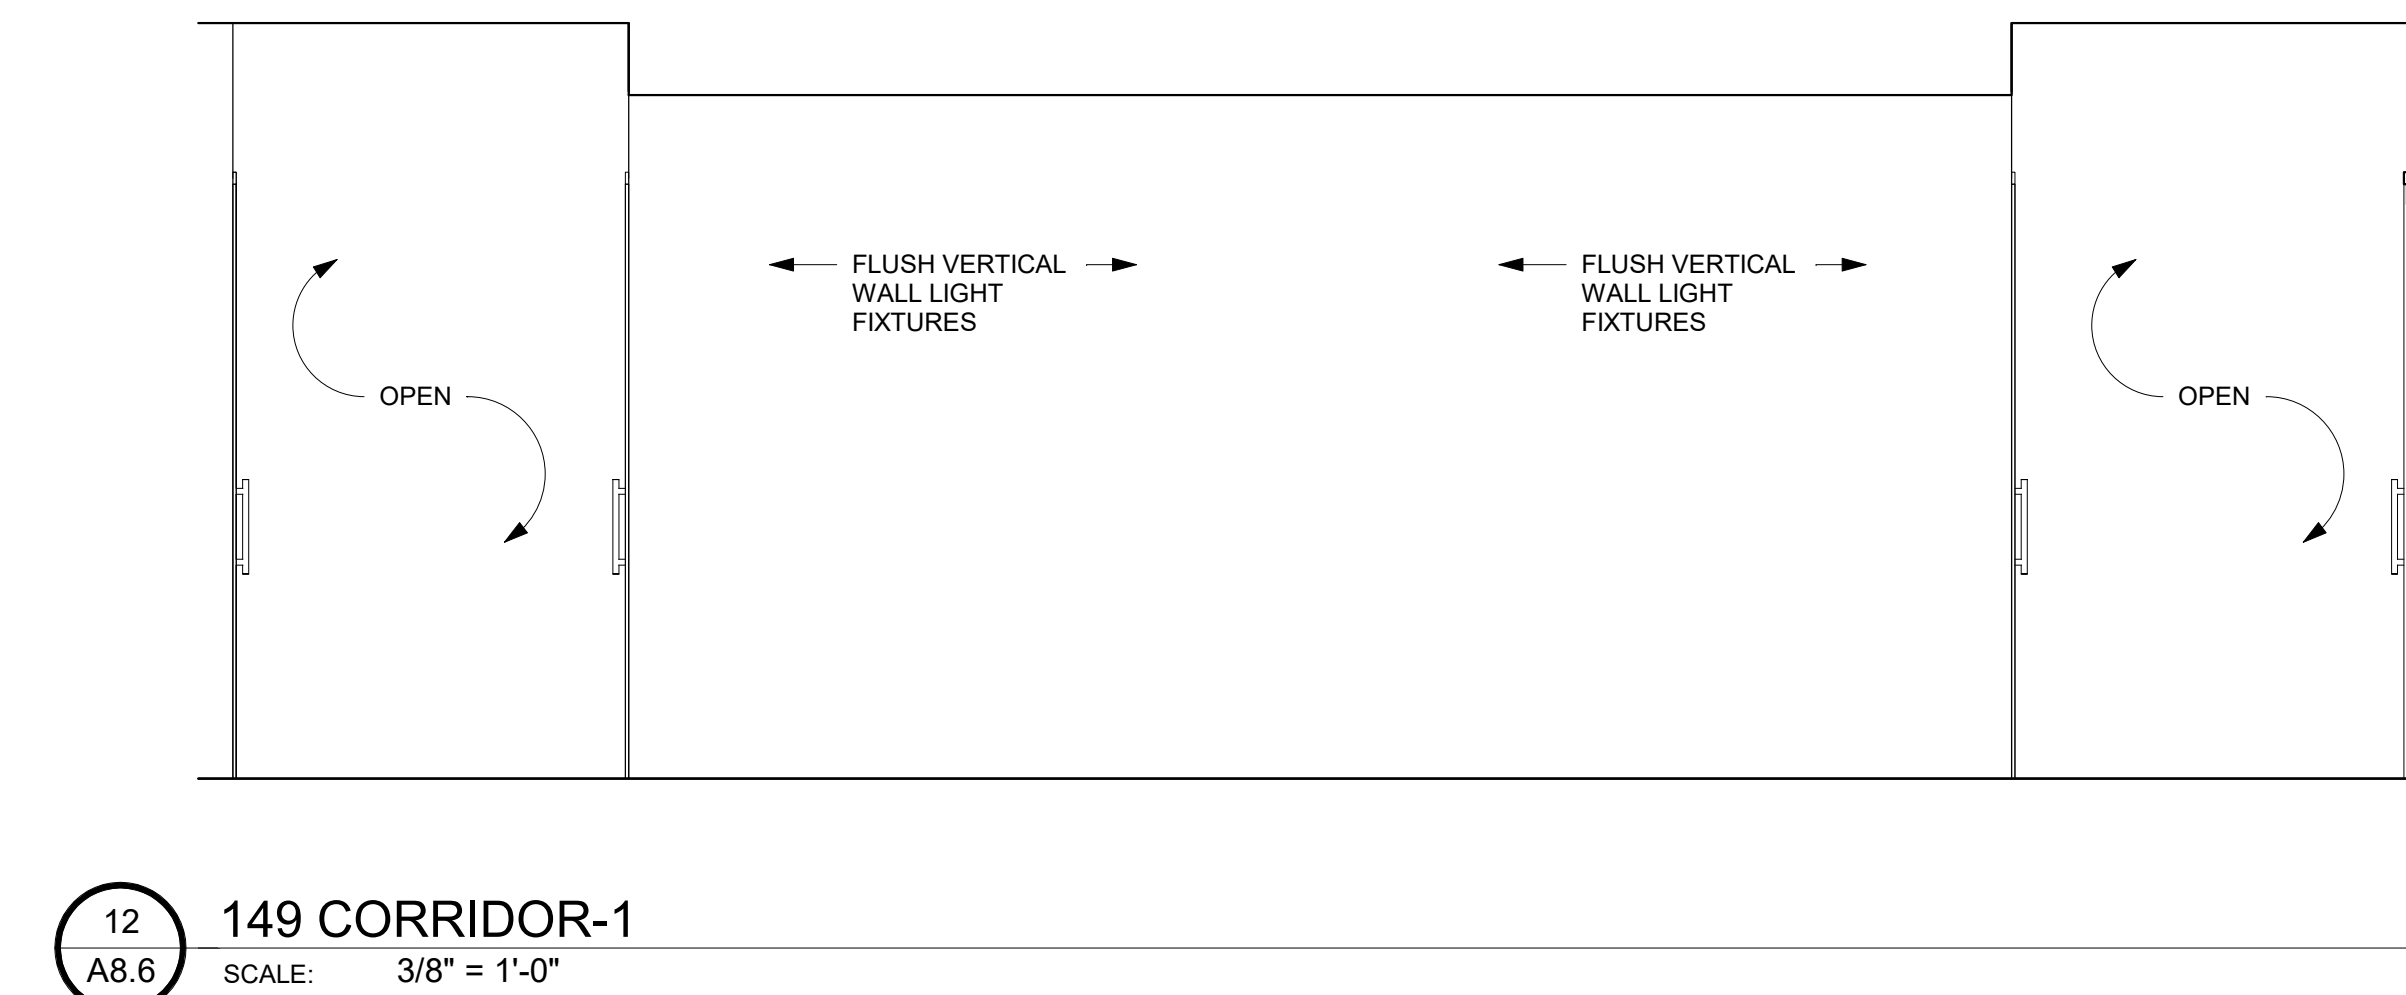 FLUSH VERTICAL
WALL LIGHT
FIXTURES
FLUSH VERTICAL
WALL LIGHT
FIXTURES
OPEN
OPEN
12
149 CORRIDOR-1
A8.6
SCALE: 3/8" = 1'-0"